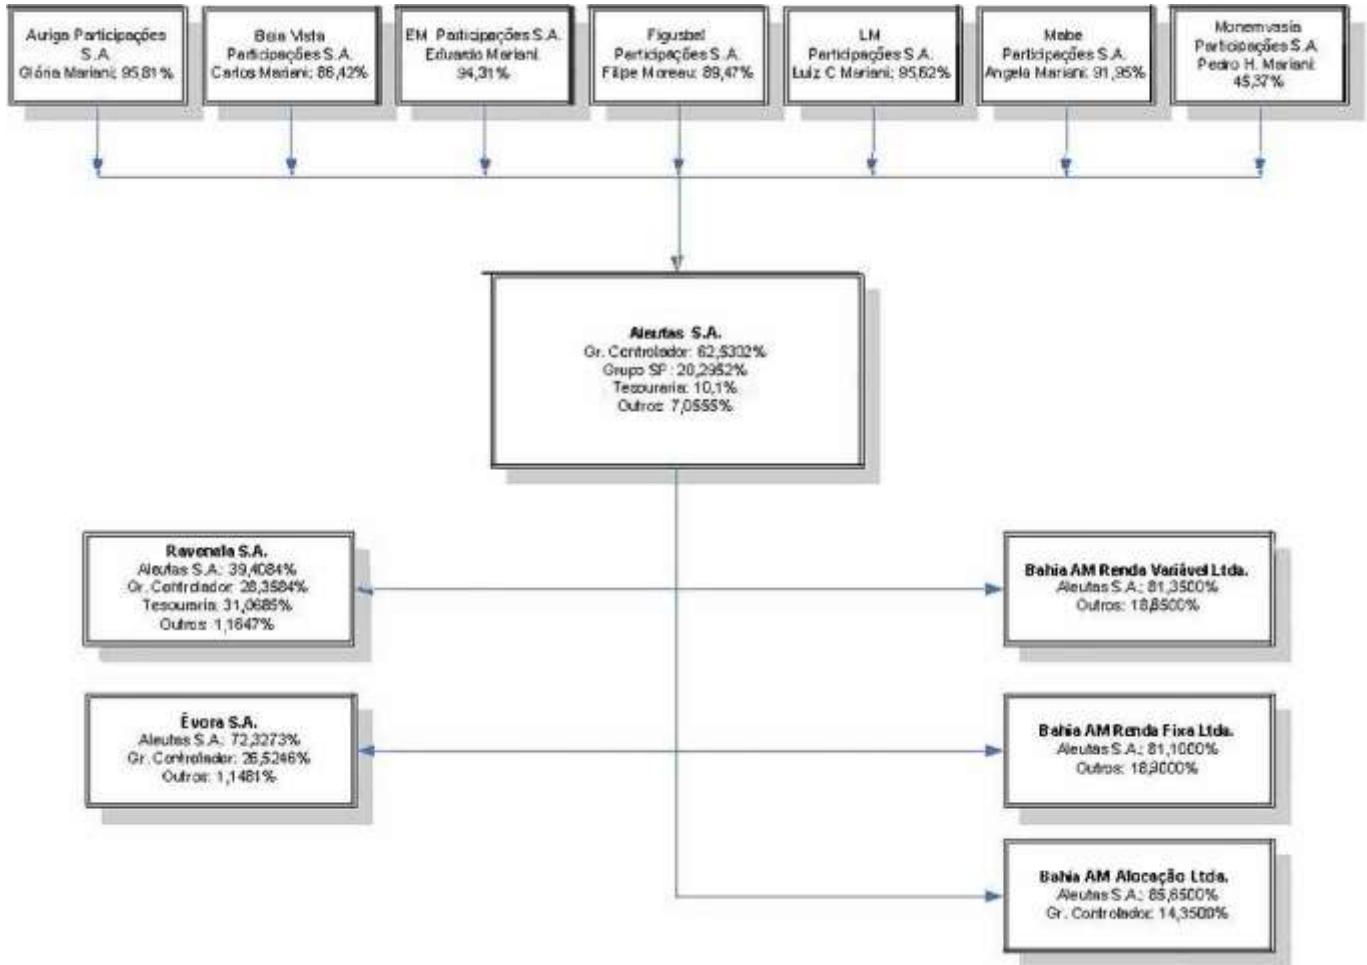 Auriga Participações
S.A.
Glória Mariani; 95,81%
Boa Vista
Participações S.A.
Carlos Mariani; 86,42%
EM Participações S.A.
Eduardo Mariani;
94,31%
Figusbel
Participações S.A.
Filipe Moreau; 89,47%
LM
Participações S.A.
Luiz C Mariani; 95,62%
Mabe
Participações S.A.
Angela Mariani; 91,95%
Monemvasia
Participações S.A.
Pedro H. Mariani:
45,37%
Aleutas S.A.
Gr. Controlador: 62,5302%
Grupo SP: 20,2952%
Tesouraria: 10,1%
Outros: 7,0555%
Ravenala S.A.
Aleutas S.A.: 39,4084%
Gr. Controlador: 28,3584%
Tesouraria: 31,0685%
Outros: 1,1647%
Évora S.A.
Aleutas S.A.: 72,3273%
Gr. Controlador: 26,5246%
Outros: 1,1481%
Bahia AM Renda Variável Ltda.
Aleutas S.A.; 81,3500%
Outros: 18,6500%
Bahia AM Renda Fixa Ltda.
Aleutas S.A.; 81,1000%
Outros: 18,9000%
Bahia AM Alocação Ltda.
Aleutas S.A.; 85,6500%
Gr. Controlador: 14,3500%